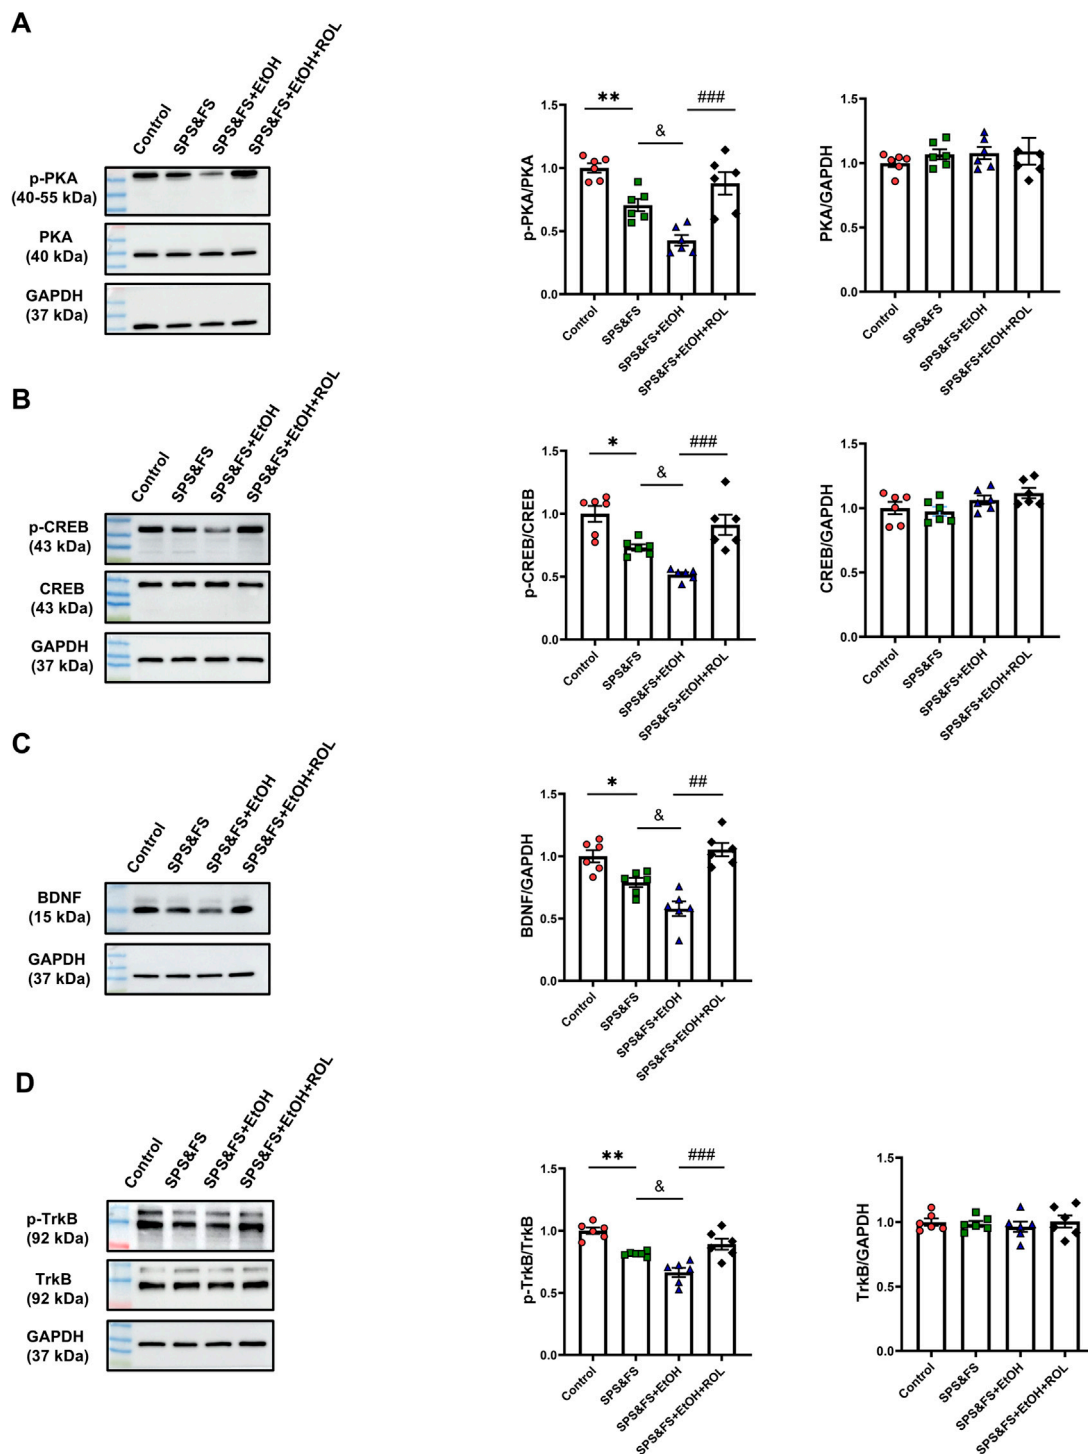 A
Control
SPS&FS
SPS&FS+EtOH
SPS&FS+EtOH+ROL
p-PKA
(40-55 kDa)
PKA
(40 kDa)
GAPDH
(37 kDa)
p-PKA/PKA
1.5
1.0
0.5
0.0
**
&
###
Control
SPS&FS
SPS&FS+EtOH
SPS&FS+EtOH+ROL
PKA/GAPDH
1.5
1.0
0.5
0.0
Control
SPS&FS
SPS&FS+EtOH
SPS&FS+EtOH+ROL
B
Control
SPS&FS
SPS&FS+EtOH
SPS&FS+EtOH+ROL
p-CREB
(43 kDa)
CREB
(43 kDa)
GAPDH
(37 kDa)
p-CREB/CREB
1.5
1.0
0.5
0.0
*
&
###
Control
SPS&FS
SPS&FS+EtOH
SPS&FS+EtOH+ROL
CREB/GAPDH
1.5
1.0
0.5
0.0
Control
SPS&FS
SPS&FS+EtOH
SPS&FS+EtOH+ROL
C
Control
SPS&FS
SPS&FS+EtOH
SPS&FS+EtOH+ROL
BDNF
(15 kDa)
GAPDH
(37 kDa)
BDNF/GAPDH
1.5
1.0
0.5
0.0
*
&
##
Control
SPS&FS
SPS&FS+EtOH
SPS&FS+EtOH+ROL
D
Control
SPS&FS
SPS&FS+EtOH
SPS&FS+EtOH+ROL
p-TrkB
(92 kDa)
TrkB
(92 kDa)
GAPDH
(37 kDa)
p-TrkB/TrkB
1.5
1.0
0.5
0.0
**
&
###
Control
SPS&FS
SPS&FS+EtOH
SPS&FS+EtOH+ROL
TrkB/GAPDH
1.5
1.0
0.5
0.0
Control
SPS&FS
SPS&FS+EtOH
SPS&FS+EtOH+ROL